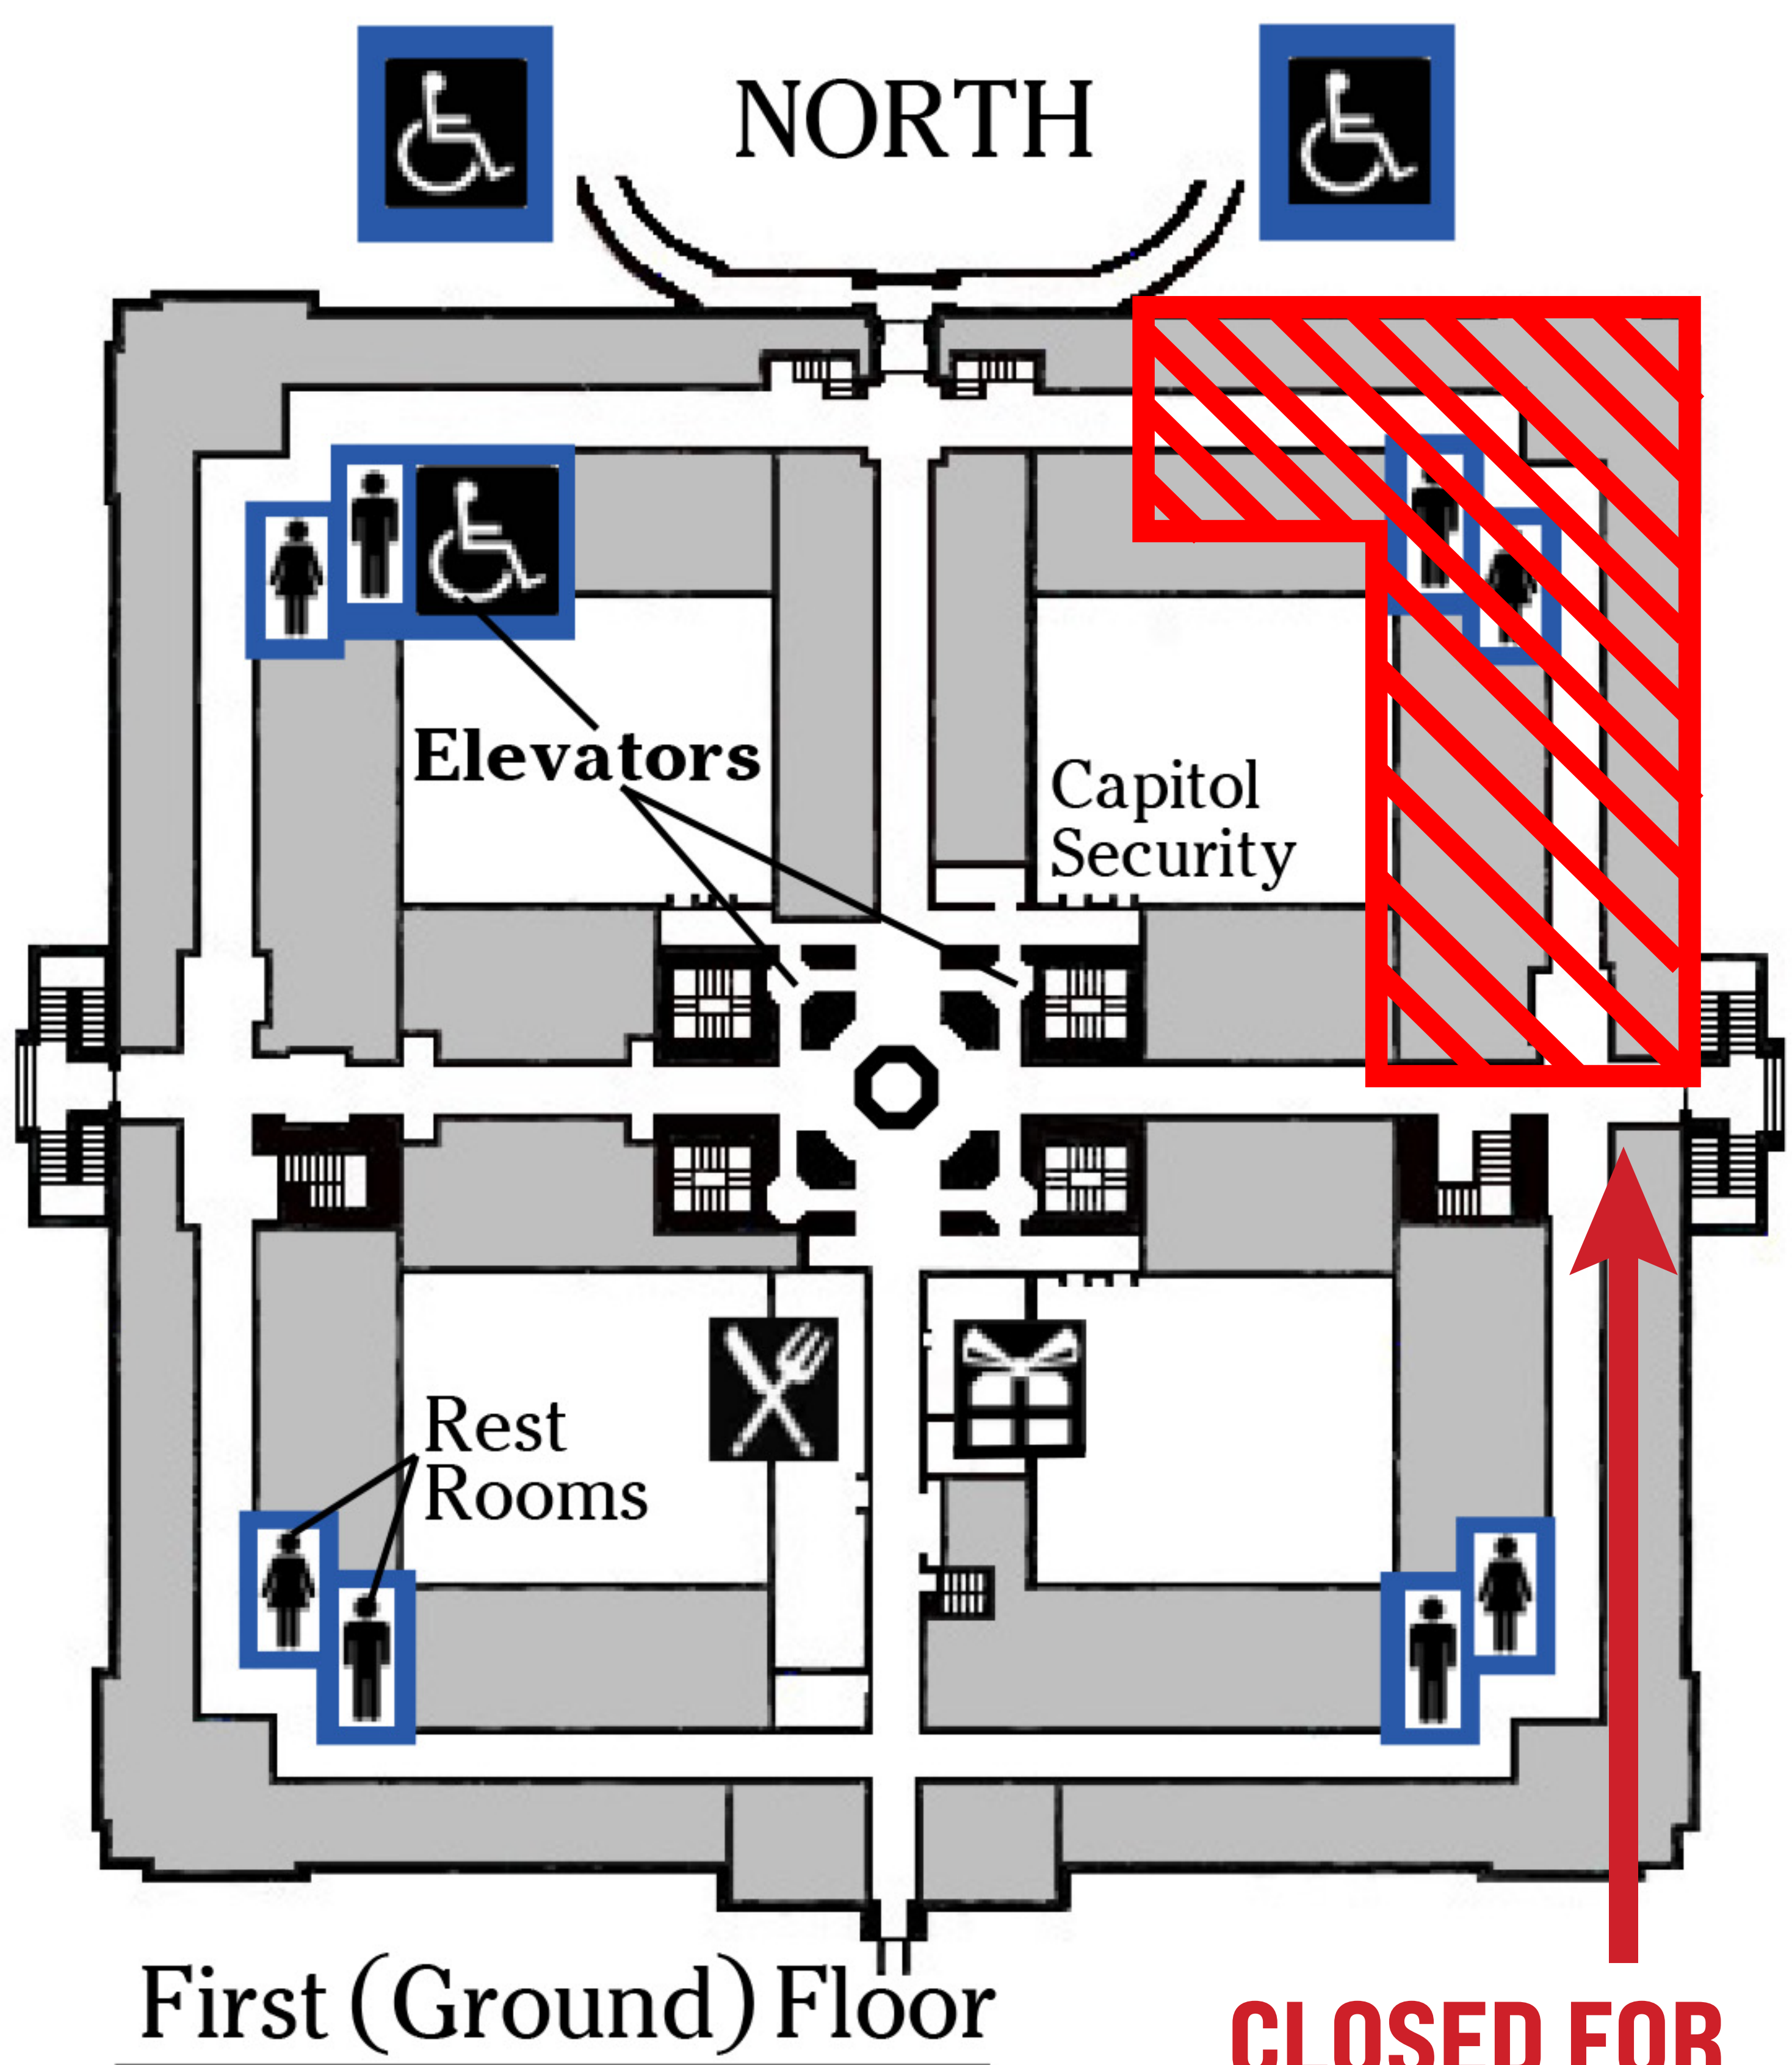 NORTH
Elevators
Capitol
Security
Rest
Rooms
First (Ground) Floor
CLOSED FOR